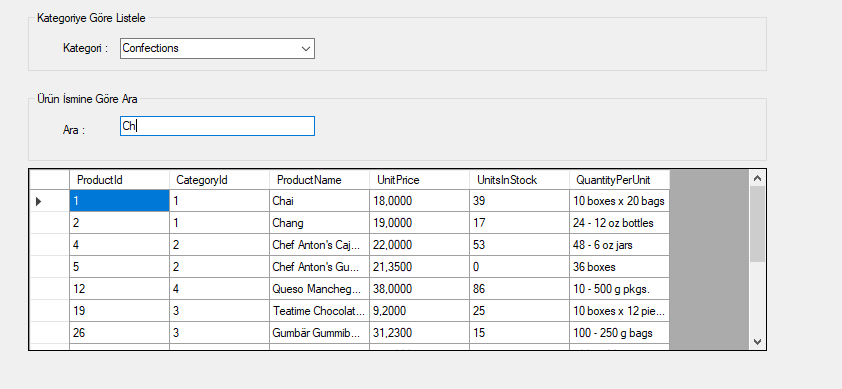 Kategoriye Göre Listele
Kategori : Confections
Ürün İsmine Göre Ara
Ara : Ch
ProductId CategoryId ProductName UnitPrice UnitsInStock QuantityPerUnit
1 1 Chai 18,0000 39 10 boxes x 20 bags
2 1 Chang 19,0000 17 24 - 12 oz bottles
4 2 Chef Anton's Caj... 22,0000 53 48 - 6 oz jars
5 2 Chef Anton's Gu... 21,3500 0 36 boxes
12 4 Queso Mancheg... 38,0000 86 10 - 500 g pkgs.
19 3 Teatime Chocolat... 9,2000 25 10 boxes x 12 pie...
26 3 Gumbär Gummib... 31,2300 15 100 - 250 g bags